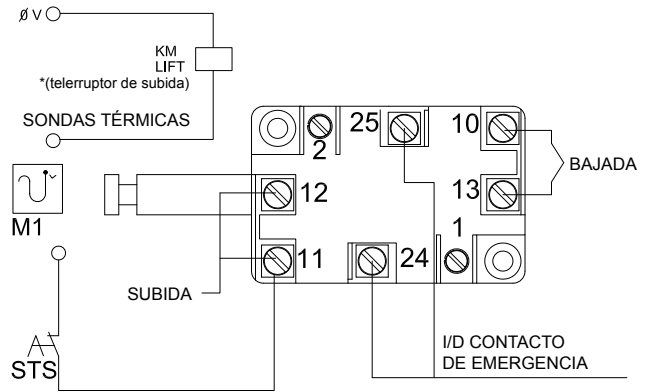 Ø V
KM
LIFT
*(telerruptor de subida)
SONDAS TÉRMICAS
25
10
2
BAJADA
12
13
M1
1
11
24
SUBIDA
I/D CONTACTO
DE EMERGENCIA
STS